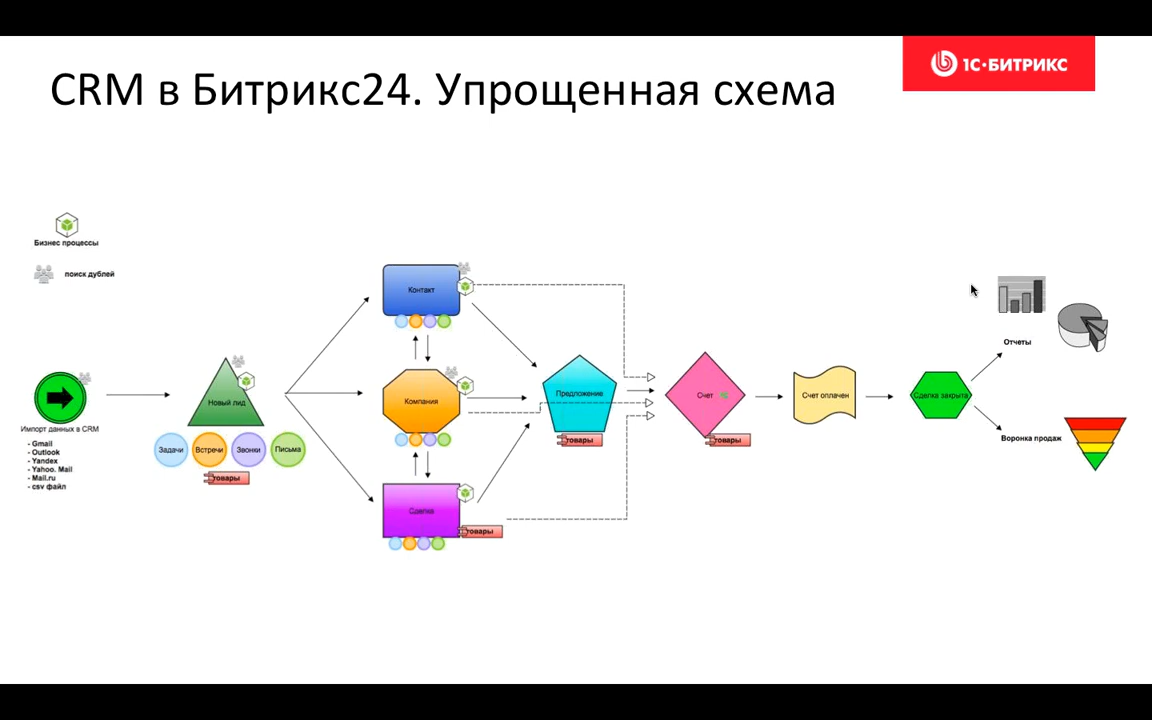 CRM в Битрикс24. Упрощенная схема
1С·БИТРИКС
Бизнес процессы
поиск дублей
Импорт данных в CRM
- Gmail
- Outlook
- Yandex
- Yahoo. Mail
- Mail.ru
- csv файл
Новый лид
Задачи
Встречи
Звонки
Письма
товары
Контакт
Компания
Сделка
товары
Предложение
товары
Счет
товары
Счет оплачен
Сделка закрыта
Отчеты
Воронка продаж